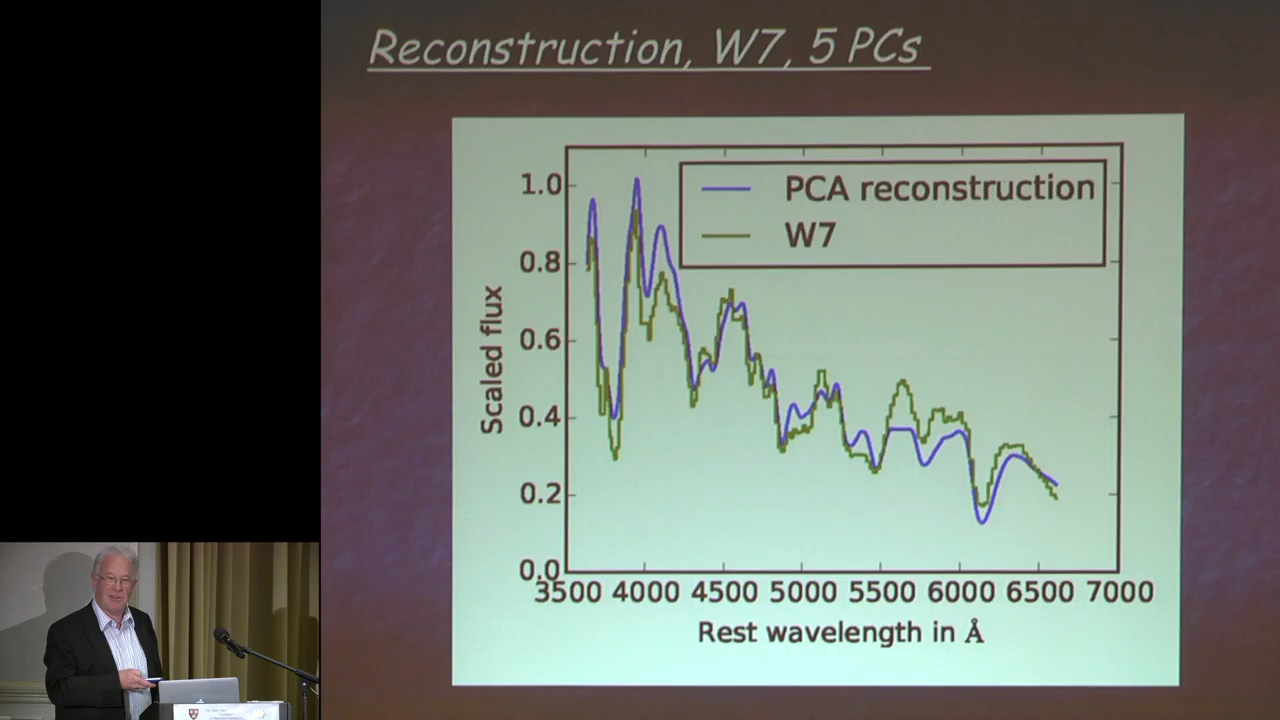 Reconstruction, W7, 5 PCs
PCA reconstruction
W7
Scaled flux
1.0
0.8
0.6
0.4
0.2
0.0
3500 4000 4500 5000 5500 6000 6500 7000
Rest wavelength in Å